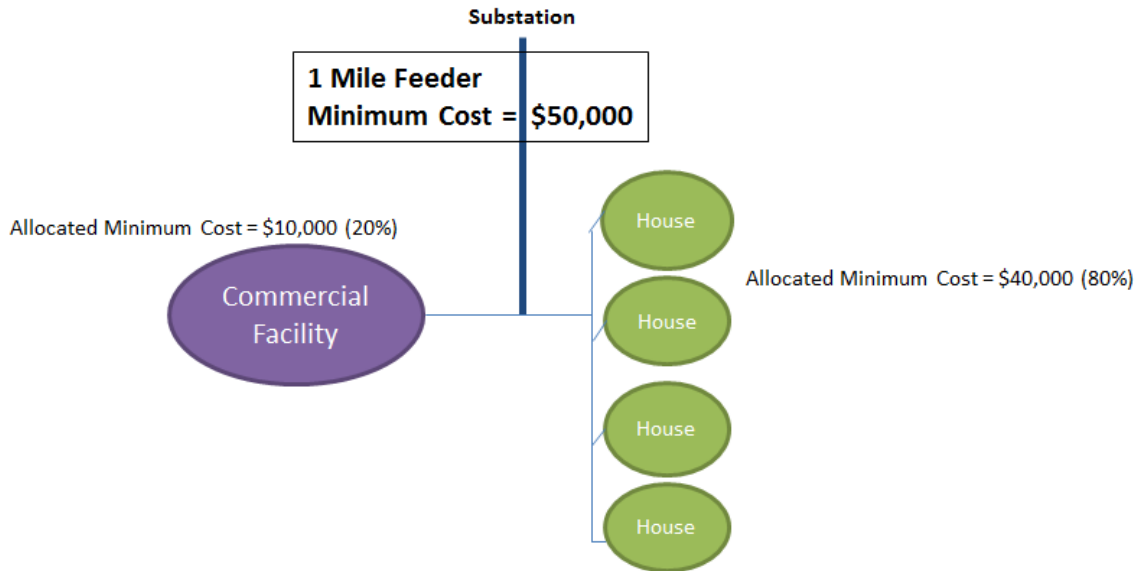 Substation
1 Mile Feeder
Minimum Cost = $50,000
Allocated Minimum Cost = $10,000 (20%)
Commercial
Facility
House
Allocated Minimum Cost = $40,000 (80%)
House
House
House